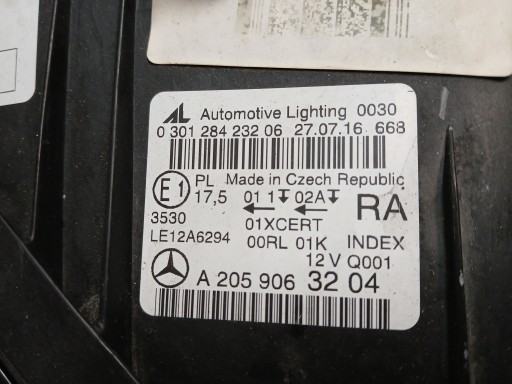 AL Automotive Lighting 0030
0 301 284 232 06 27.07.16 668
E1 PL Made in Czech Republic
17,5 01 1 02A RA
3530 01XCERT
LE12A6294 00RL 01K INDEX
12 V Q001
A 205 906 32 04